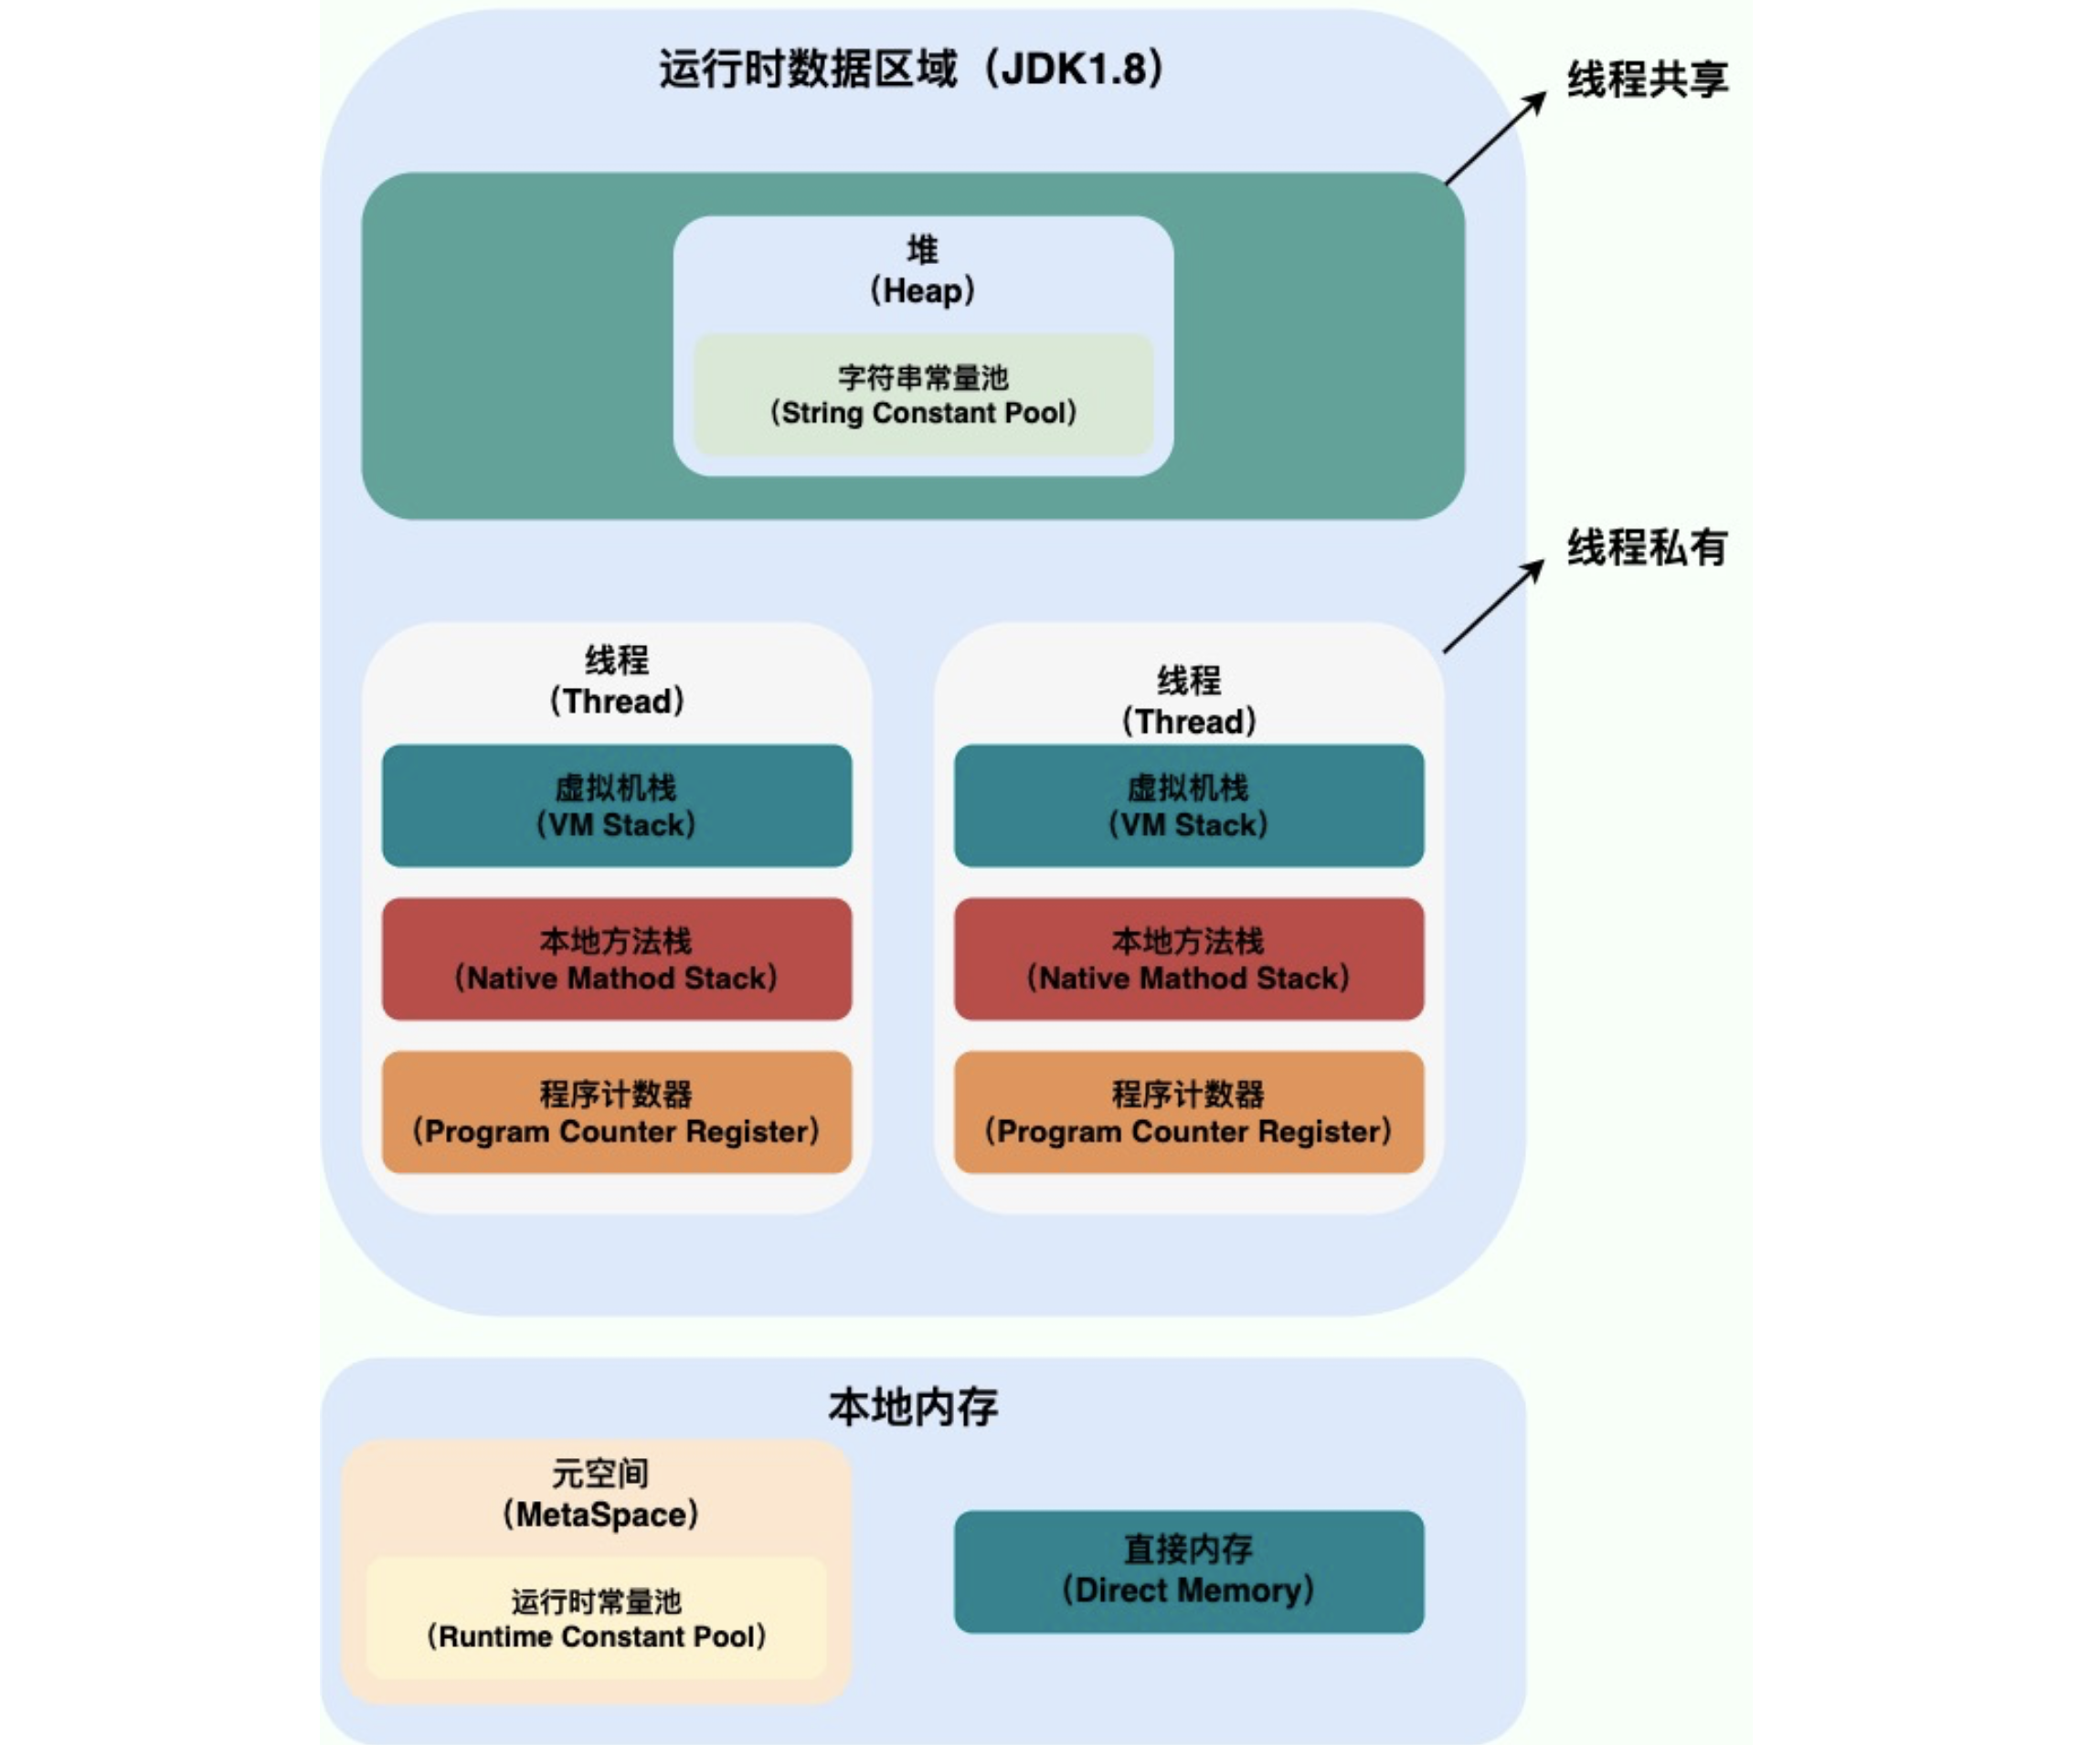 运行时数据区域（JDK1.8）
线程共享
堆
（Heap）
字符串常量池
（String Constant Pool）
线程私有
线程
（Thread）
虚拟机栈
（VM Stack）
本地方法栈
（Native Mathod Stack）
程序计数器
（Program Counter Register）
线程
（Thread）
虚拟机栈
（VM Stack）
本地方法栈
（Native Mathod Stack）
程序计数器
（Program Counter Register）
本地内存
元空间
（MetaSpace）
运行时常量池
（Runtime Constant Pool）
直接内存
（Direct Memory）